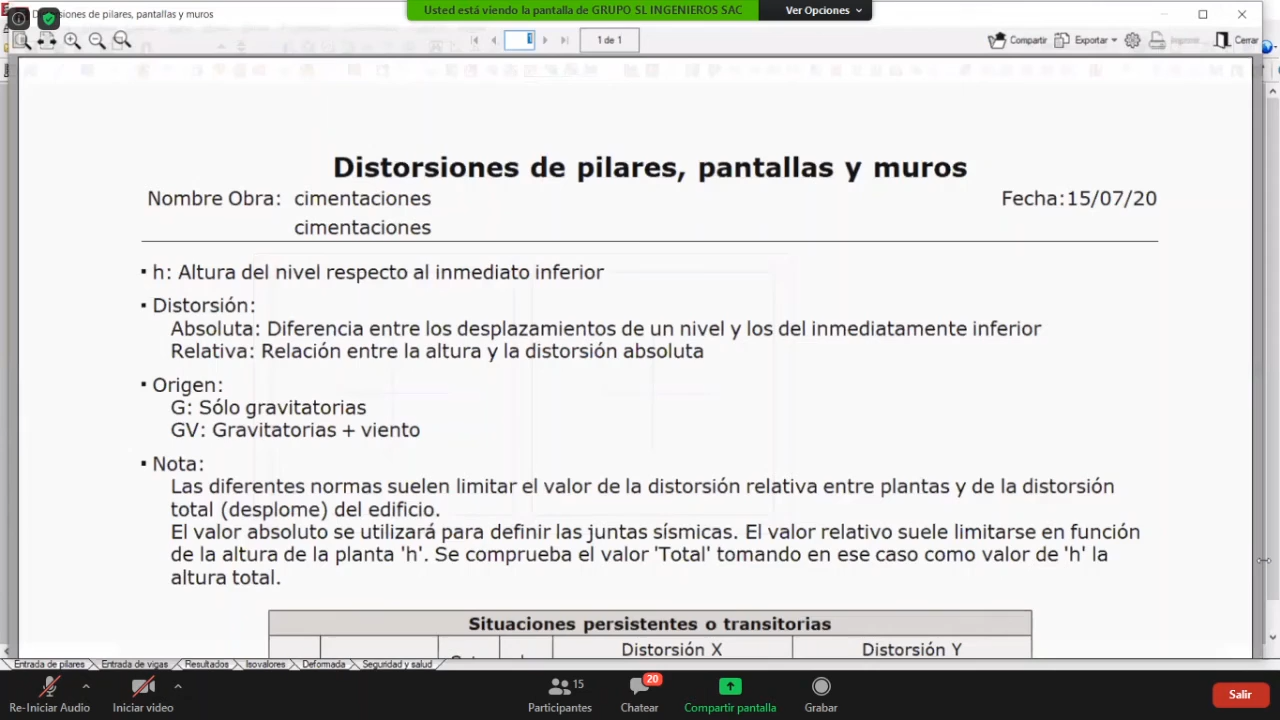 Distorsiones de pilares, pantallas y muros
Usted está viendo la pantalla de GRUPO SL INGENIEROS SAC
Ver Opciones
1
1 de 1
Compartir
Exportar
Imprimir
Cerrar
Distorsiones de pilares, pantallas y muros
Nombre Obra: cimentaciones
Fecha:15/07/20
cimentaciones
▪ h: Altura del nivel respecto al inmediato inferior
▪ Distorsión:
Absoluta: Diferencia entre los desplazamientos de un nivel y los del inmediatamente inferior
Relativa: Relación entre la altura y la distorsión absoluta
▪ Origen:
G: Sólo gravitatorias
GV: Gravitatorias + viento
▪ Nota:
Las diferentes normas suelen limitar el valor de la distorsión relativa entre plantas y de la distorsión
total (desplome) del edificio.
El valor absoluto se utilizará para definir las juntas sísmicas. El valor relativo suele limitarse en función
de la altura de la planta 'h'. Se comprueba el valor 'Total' tomando en ese caso como valor de 'h' la
altura total.
Situaciones persistentes o transitorias
Distorsión X
Distorsión Y
Entrada de pilares
Entrada de vigas
Resultados
Isovalores
Deformada
Seguridad y salud
Re-Iniciar Audio
Iniciar video
15
Participantes
20
Chatear
Compartir pantalla
Grabar
Salir